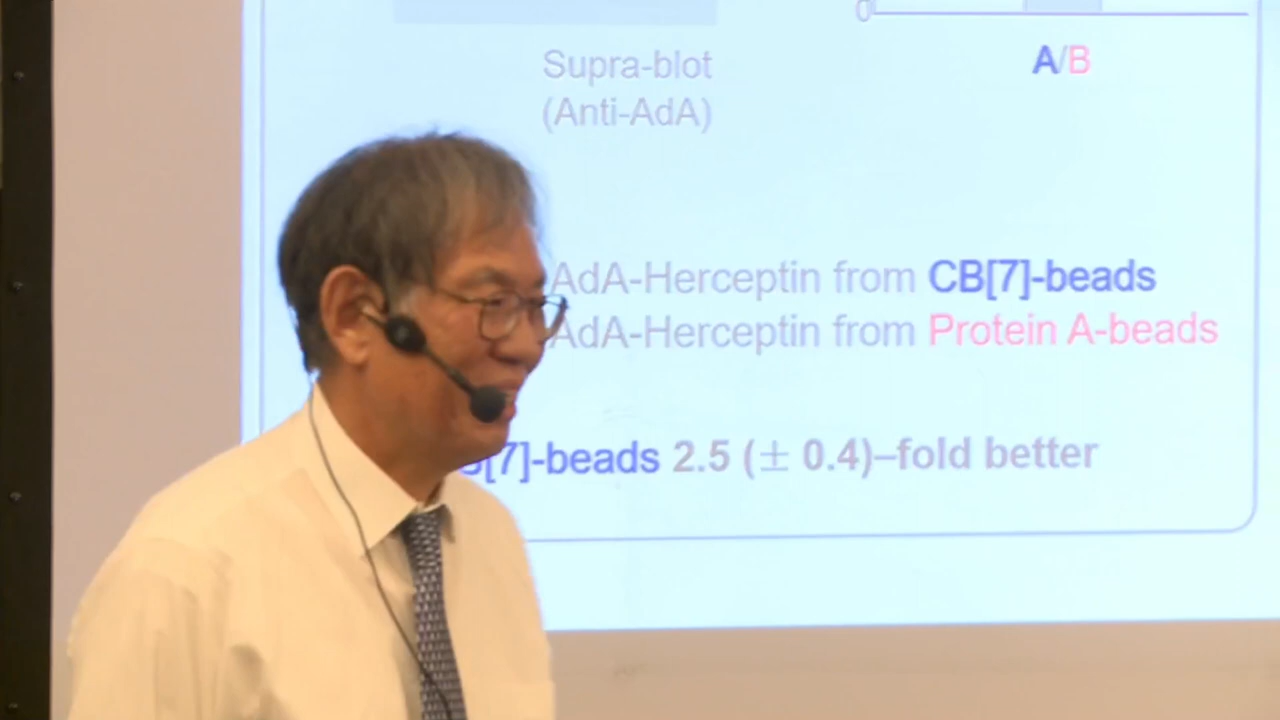 0
Supra-blot
(Anti-AdA)
A/B
AdA-Herceptin from CB[7]-beads
AdA-Herceptin from Protein A-beads
[7]-beads 2.5 (± 0.4)–fold better